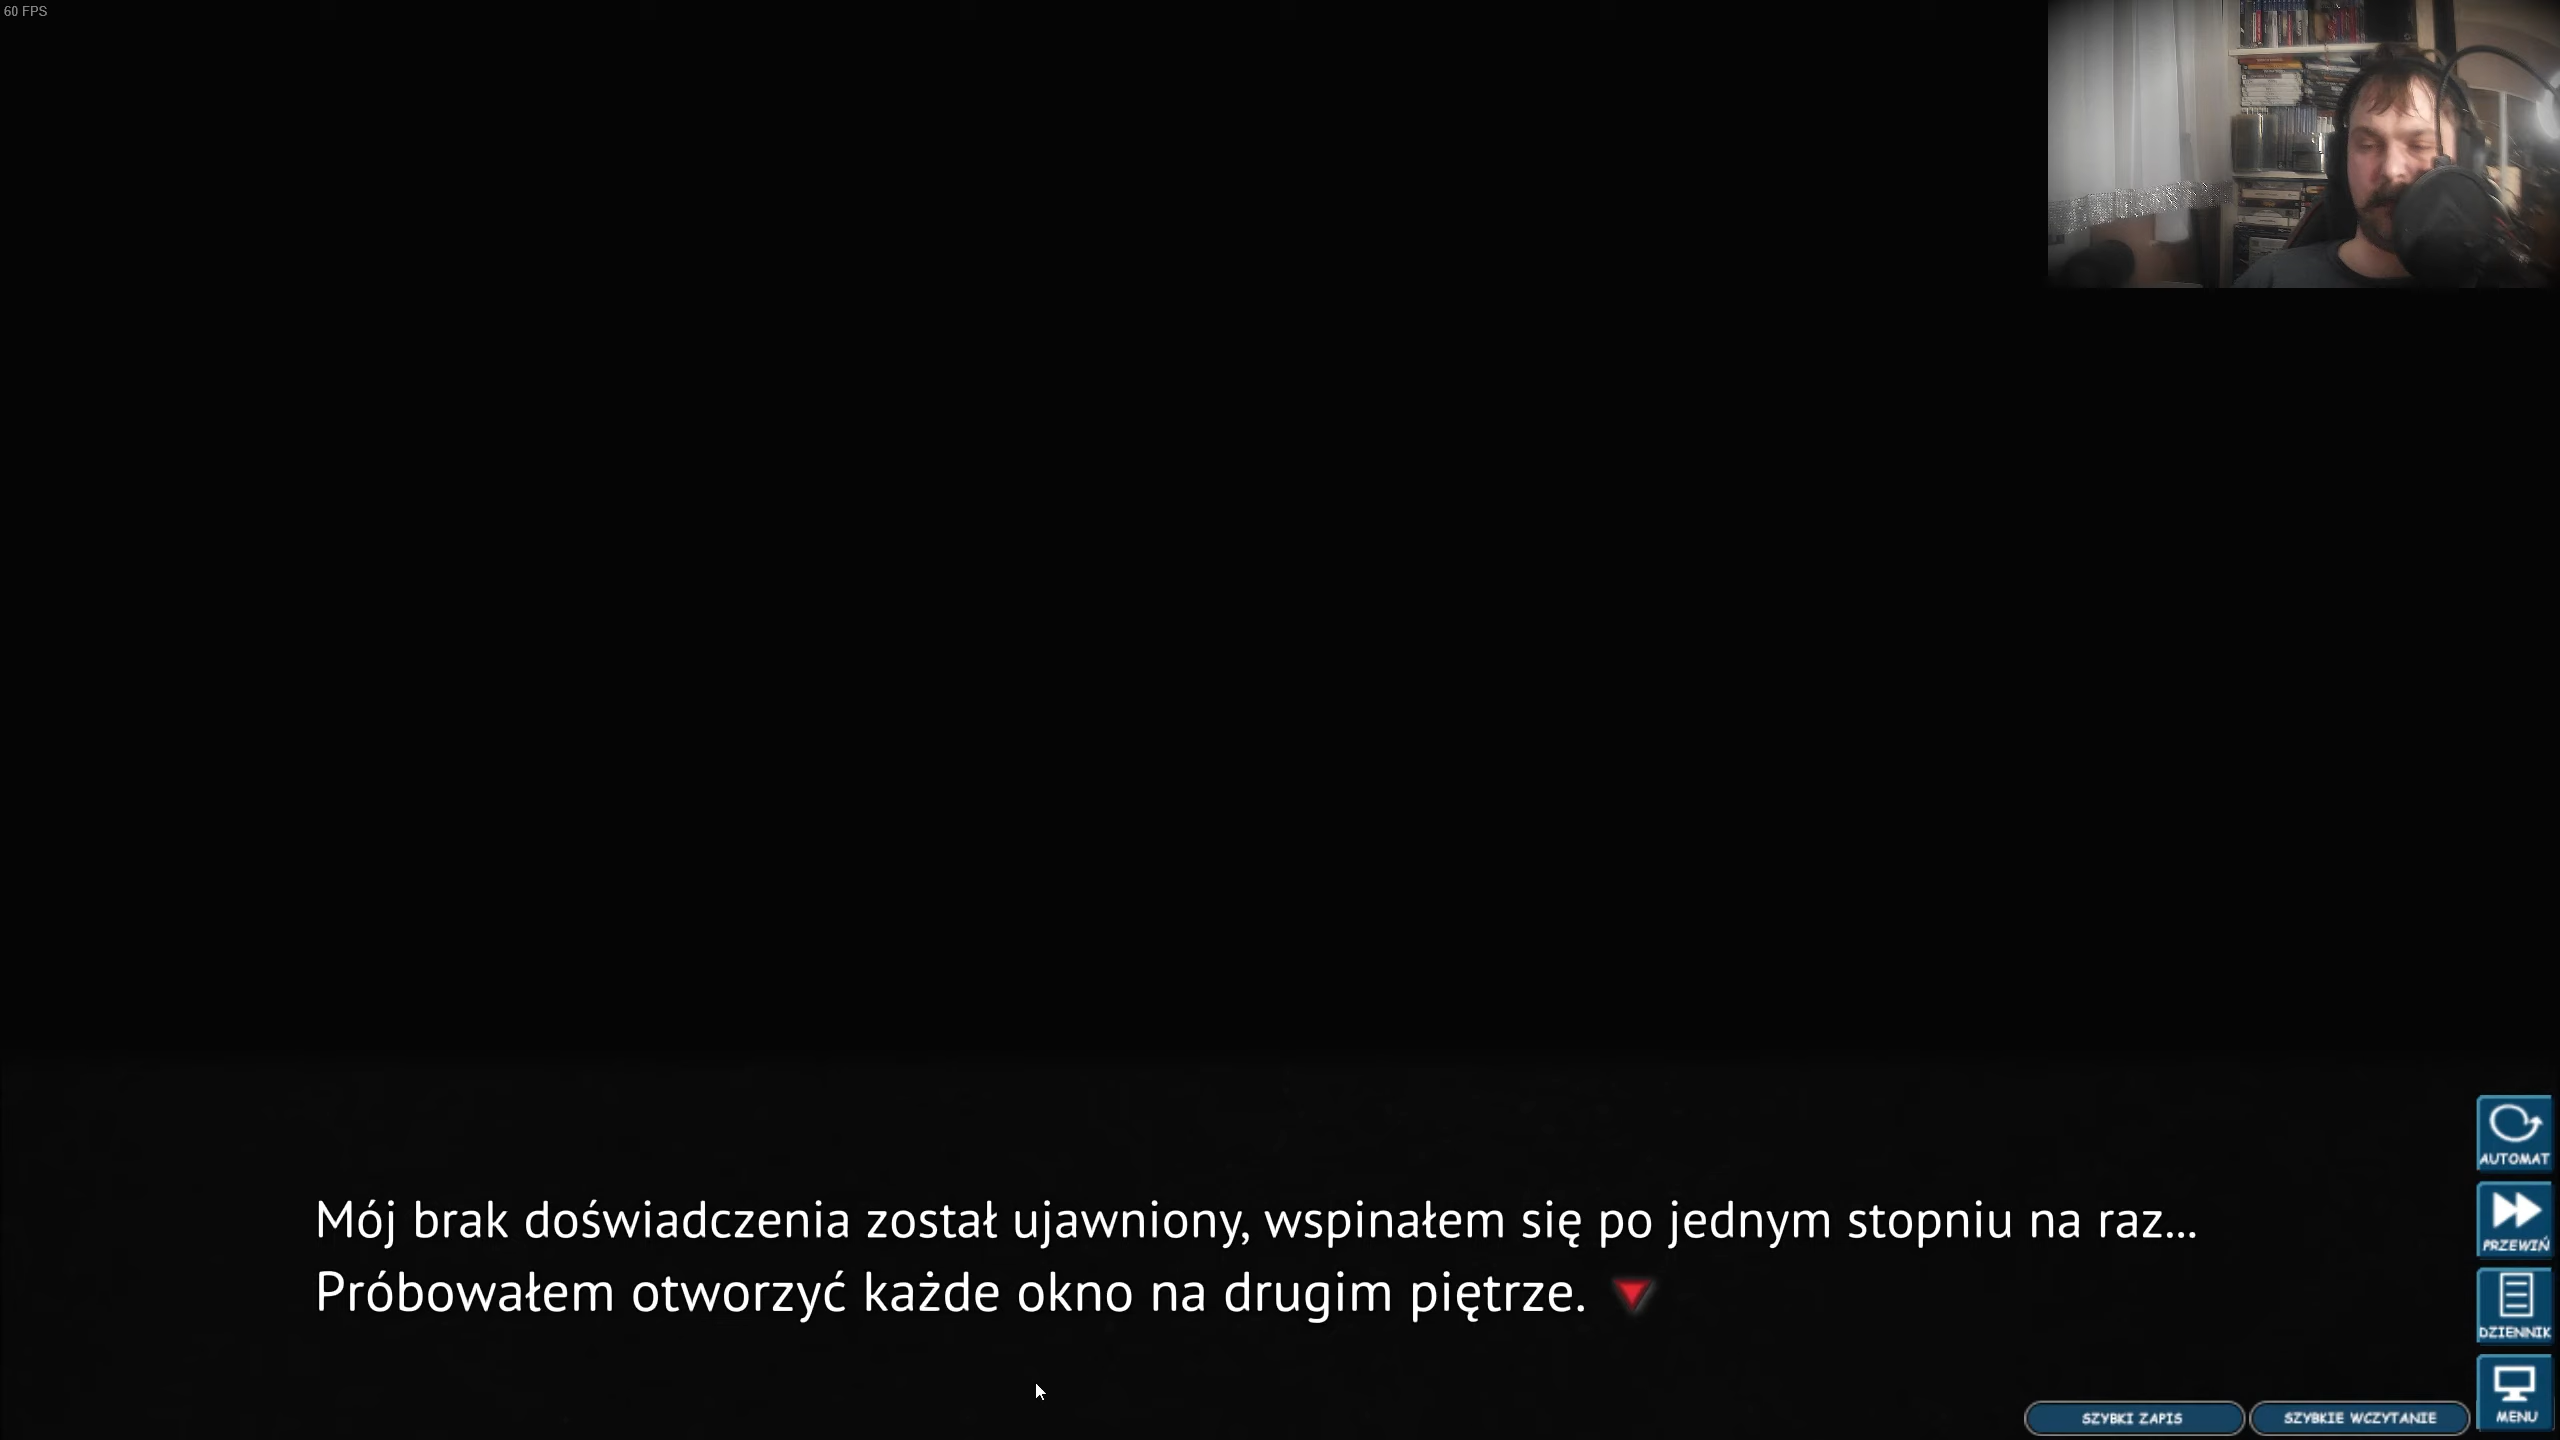 60 FPS
Mój brak doświadczenia został ujawniony, wspinałem się po jednym stopniu na raz...
Próbowałem otworzyć każde okno na drugim piętrze.
AUTOMAT
PRZEWIŃ
DZIENNIK
MENU
SZYBKI ZAPIS
SZYBKIE WCZYTANIE